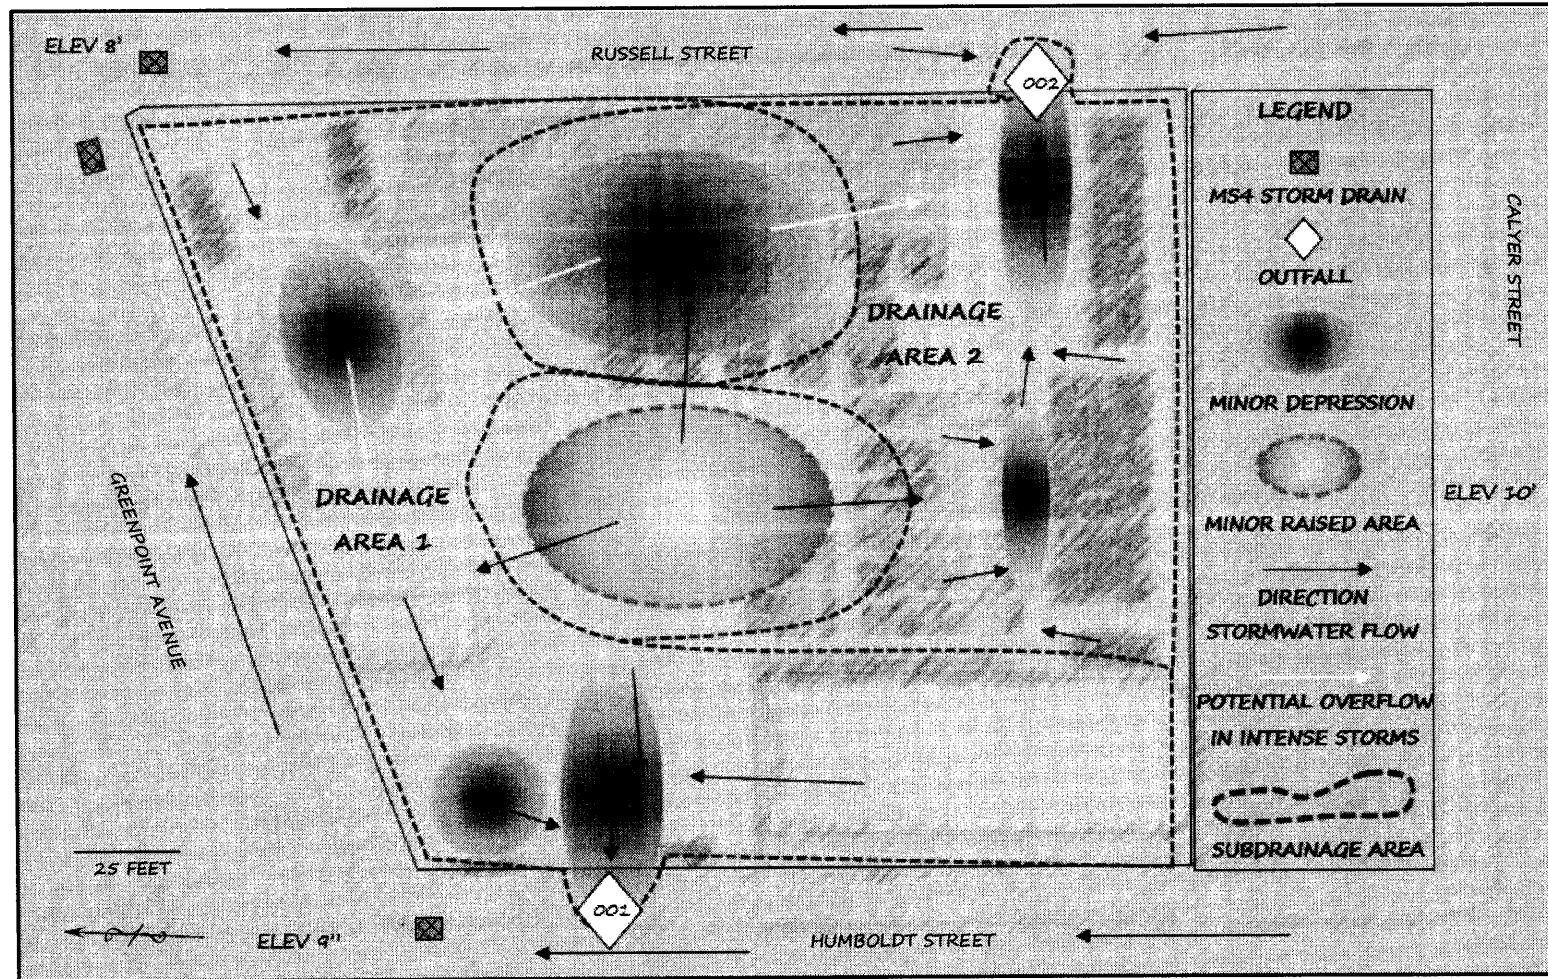 ELEV 8'
RUSSELL STREET
002
LEGEND
MS4 STORM DRAIN
OUTFALL
MINOR DEPRESSION
MINOR RAISED AREA
DIRECTION
STORMWATER FLOW
POTENTIAL OVERFLOW
IN INTENSE STORMS
SUBDRAINAGE AREA
CALYER STREET
ELEV 10'
DRAINAGE
AREA 2
DRAINAGE
AREA 1
GREENPOINT AVENUE
25 FEET
001
ELEV 9"
HUMBOLDT STREET